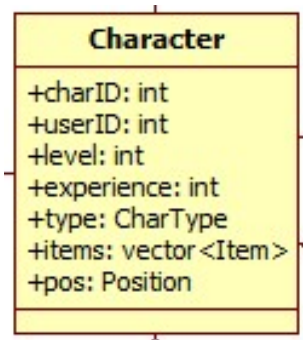 Character
+charID: int
+userID: int
+level: int
+experience: int
+type: CharType
+items: vector<Item>
+pos: Position